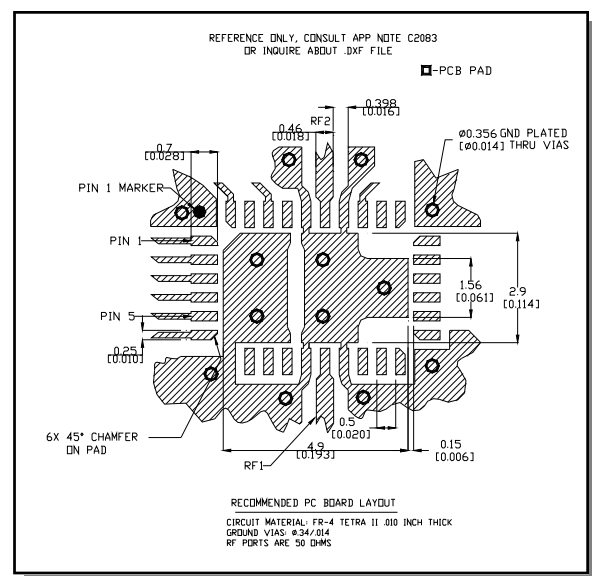 REFERENCE ONLY, CONSULT APP NOTE C2083
OR INQUIRE ABOUT .DXF FILE
-PCB PAD
0.398
[0.016]
RF2
0.46
[0.018]
Ø0.356 GND PLATED
[Ø0.014] THRU VIAS
0.7
[0.028]
PIN 1 MARKER
PIN 1
1.56
[0.061]
2.9
[0.114]
PIN 5
0.25
[0.010]
0.5
[0.020]
6X 45° CHAMFER
ON PAD
4.9
[0.193]
0.15
[0.006]
RF1
RECOMMENDED PC BOARD LAYOUT
CIRCUIT MATERIAL: FR-4 TETRA II .010 INCH THICK
GROUND VIAS: Ø.34/.014
RF PORTS ARE 50 OHMS